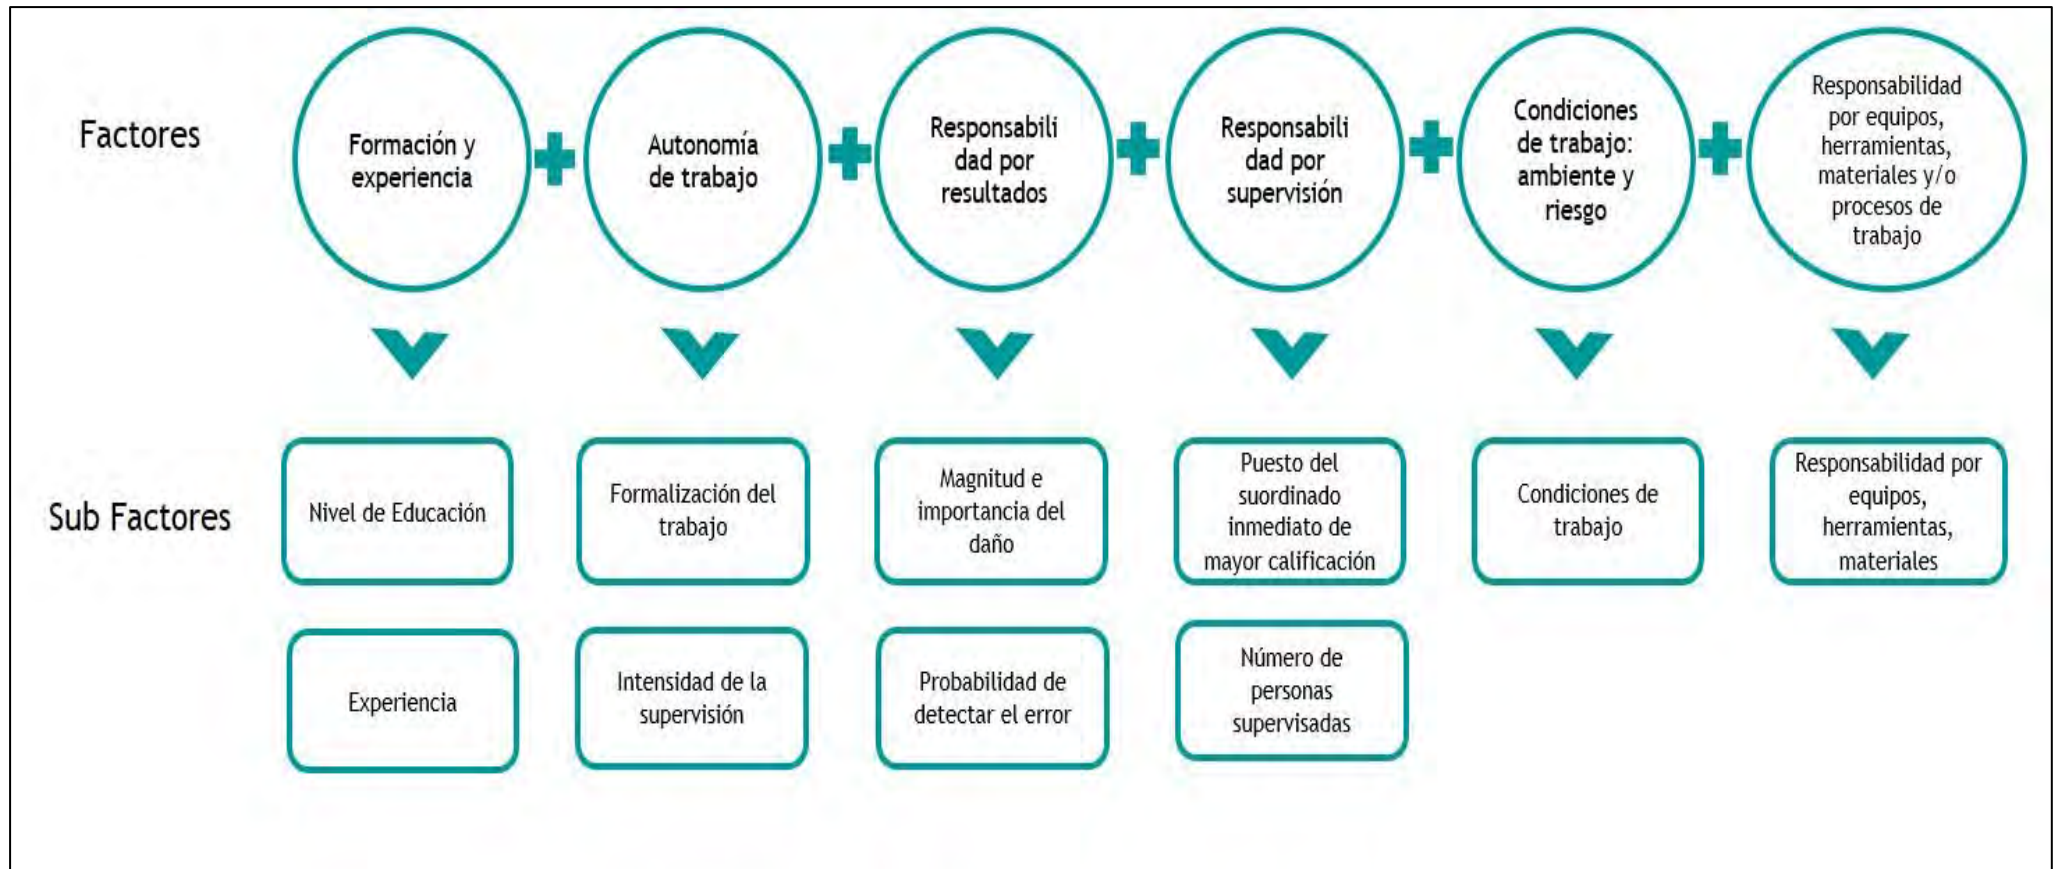 Factores
Formación y
experiencia
Autonomía
de trabajo
Responsabili
dad por
resultados
Responsabili
dad por
supervisión
Condiciones
de trabajo:
ambiente y
riesgo
Responsabilidad
por equipos,
herramientas,
materiales y/o
procesos de
trabajo
Sub Factores
Nivel de Educación
Formalización del
trabajo
Magnitud e
importancia del
daño
Puesto del
suordinado
inmediato de
mayor calificación
Condiciones de
trabajo
Responsabilidad por
equipos,
herramientas,
materiales
Experiencia
Intensidad de la
supervisión
Probabilidad de
detectar el error
Número de
personas
supervisadas